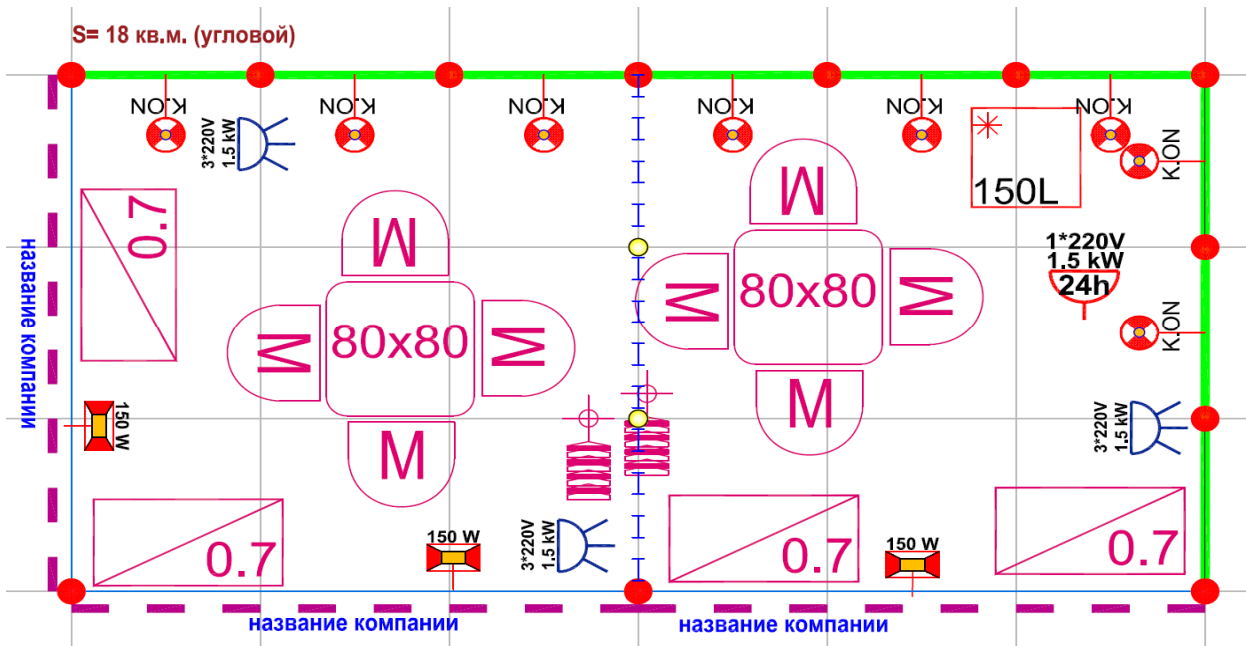 S= 18 кв.м. (угловой)
K.ON
K.ON
K.ON
K.ON
K.ON
K.ON
K.ON
3*220V
1.5 kW
150L
0.7
M
M
80x80
80x80
1*220V
1.5 kW
24h
M
M
M
M
K.ON
название компании
M
M
150 W
3*220V
1.5 kW
0.7
150 W
3*220V
1.5 kW
0.7
150 W
0.7
название компании
название компании